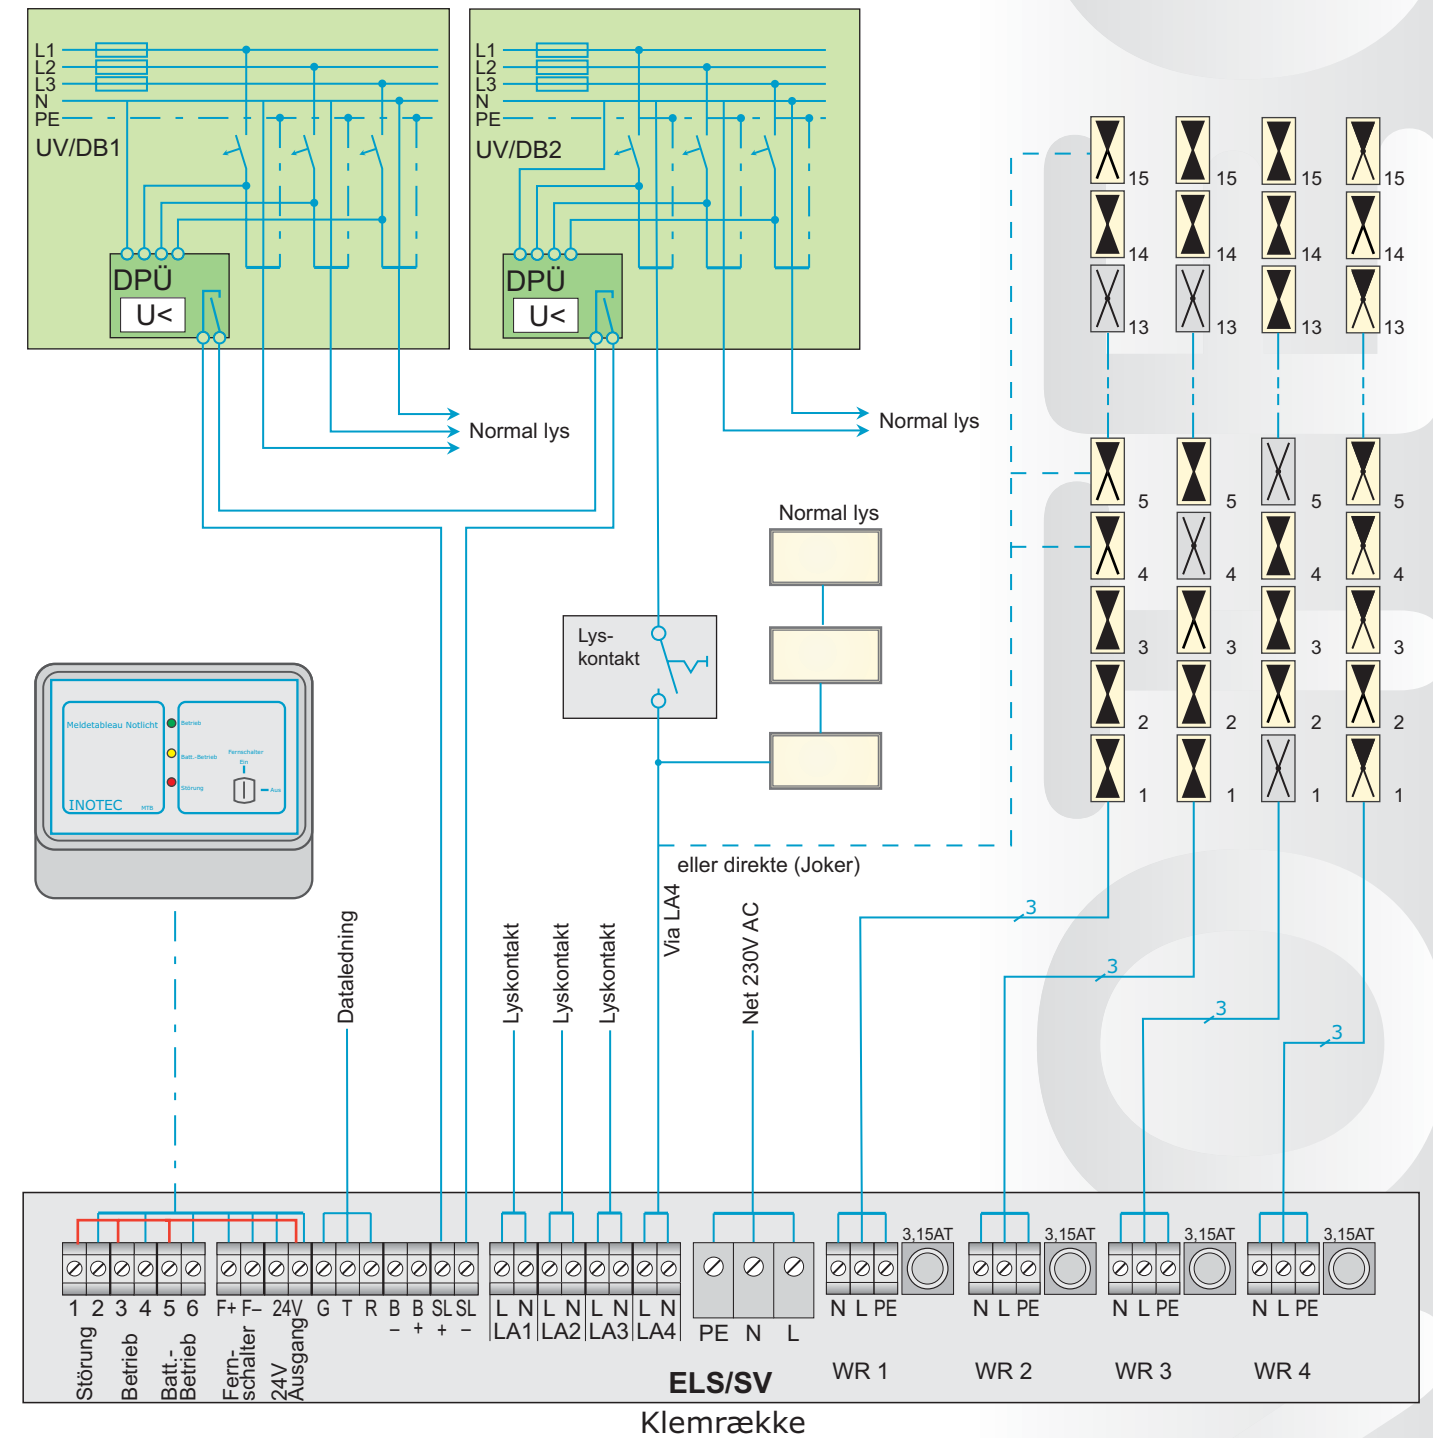 L1
L2
L3
N
PE
UV/DB1
DPÜ
U<
L1
L2
L3
N
PE
UV/DB2
DPÜ
U<
Normal lys
Normal lys
Normal lys
Lys-
kontakt
15 15 15 15
14 14 14 14
13 13 13 13
5 5 5 5
4 4 4 4
3 3 3 3
2 2 2 2
1 1 1 1
Meldetableau Notlicht
Betrieb
Batt.-Betrieb
Störung
INOTEC
MTB
Fernschalter
Ein
Aus
eller direkte (Joker)
Via LA4
Dataledning
Lyskontakt
Lyskontakt
Lyskontakt
Net 230V AC
3
3
3
3
3,15AT 3,15AT 3,15AT 3,15AT
1 2 3 4 5 6 F+ F– 24V G T R B B SL SL
– + + –
L N L N L N L N
LA1 LA2 LA3 LA4
PE N L
N L PE N L PE N L PE N L PE
WR 1 WR 2 WR 3 WR 4
Störung
Betrieb
Batt.-
Betrieb
Fern-
schalter
24V
Ausgang
ELS/SV
Klemrække